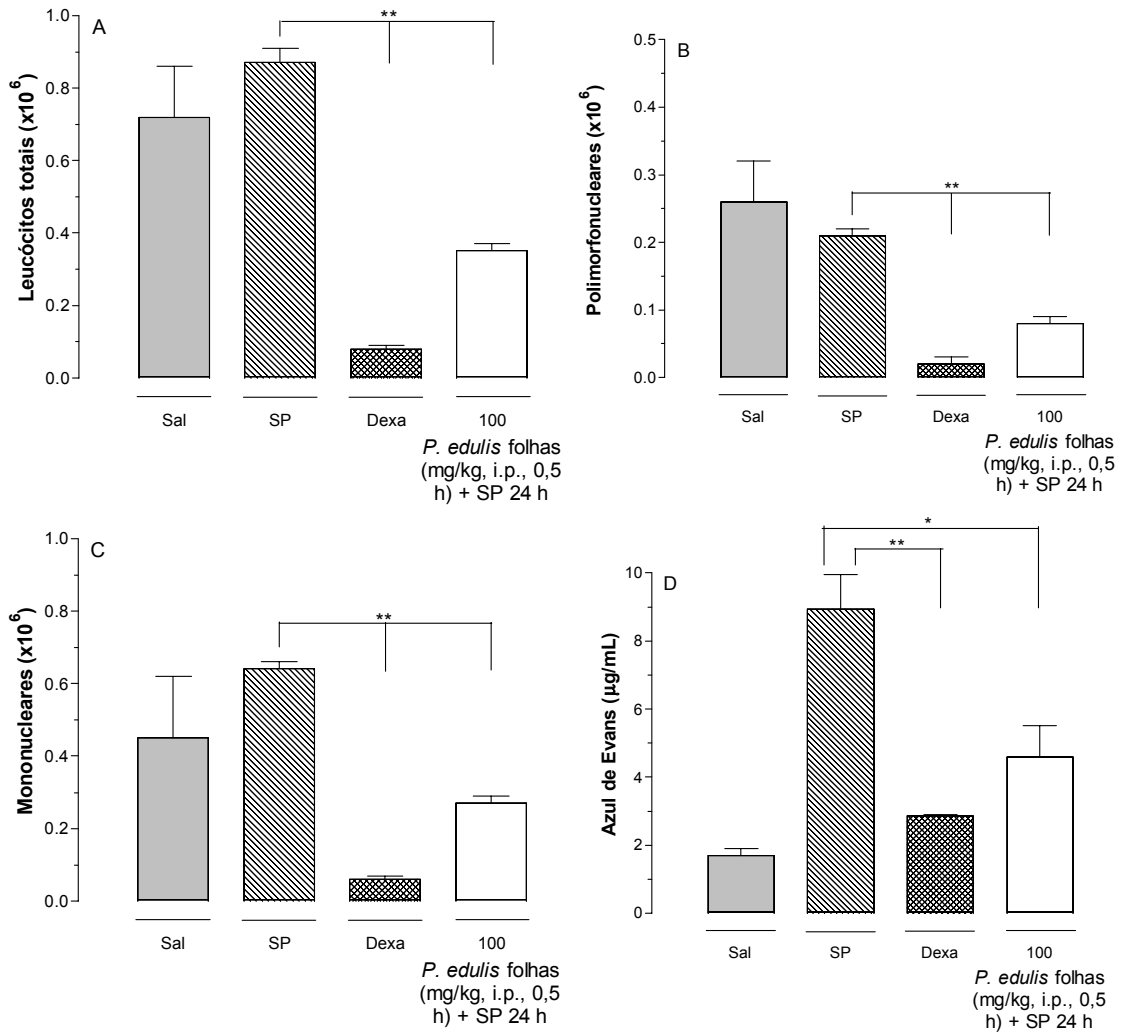 A
**
Leucócitos totais (x10⁶)
1.0
0.8
0.6
0.4
0.2
0.0
Sal SP Dexa 100
P. edulis folhas
(mg/kg, i.p., 0,5
h) + SP 24 h
B
**
Polimorfonucleares (x10⁶)
0.5
0.4
0.3
0.2
0.1
0.0
Sal SP Dexa 100
P. edulis folhas
(mg/kg, i.p., 0,5
h) + SP 24 h
C
**
Mononucleares (x10⁶)
1.0
0.8
0.6
0.4
0.2
0.0
Sal SP Dexa 100
P. edulis folhas
(mg/kg, i.p., 0,5
h) + SP 24 h
D
*
**
Azul de Evans (µg/mL)
10
8
6
4
2
0
Sal SP Dexa 100
P. edulis folhas
(mg/kg, i.p., 0,5
h) + SP 24 h